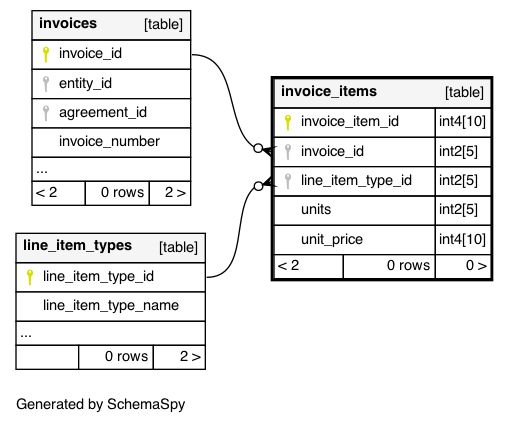 invoices [table]
invoice_id
entity_id
agreement_id
invoice_number
...
< 2 0 rows 2 >
invoice_items [table]
invoice_item_id int4[10]
invoice_id int2[5]
line_item_type_id int2[5]
units int2[5]
unit_price int4[10]
< 2 0 rows 0 >
line_item_types [table]
line_item_type_id
line_item_type_name
...
0 rows 2 >
Generated by SchemaSpy